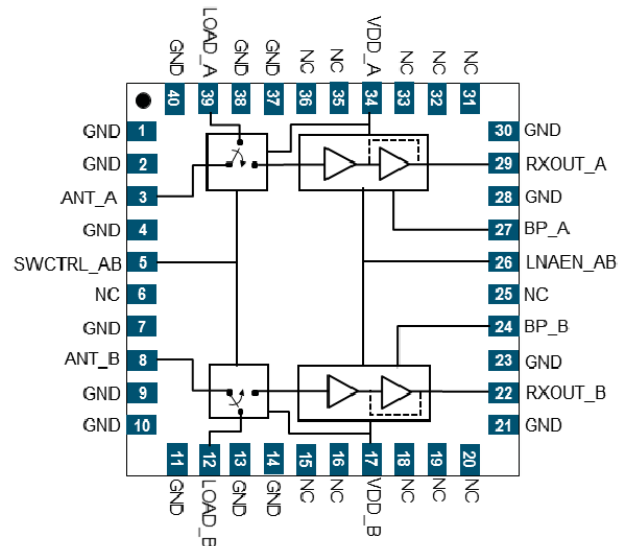 GND
LOAD_A
GND
GND
NC
NC
VDD_A
NC
NC
NC
40
39
38
37
36
35
34
33
32
31
GND 1
GND 2
ANT_A 3
GND 4
SWCTRL_AB 5
NC 6
GND 7
ANT_B 8
GND 9
GND 10
30 GND
29 RXOUT_A
28 GND
27 BP_A
26 LNAEN_AB
25 NC
24 BP_B
23 GND
22 RXOUT_B
21 GND
11
12
13
14
15
16
17
18
19
20
GND
LOAD_B
GND
GND
NC
NC
VDD_B
NC
NC
NC